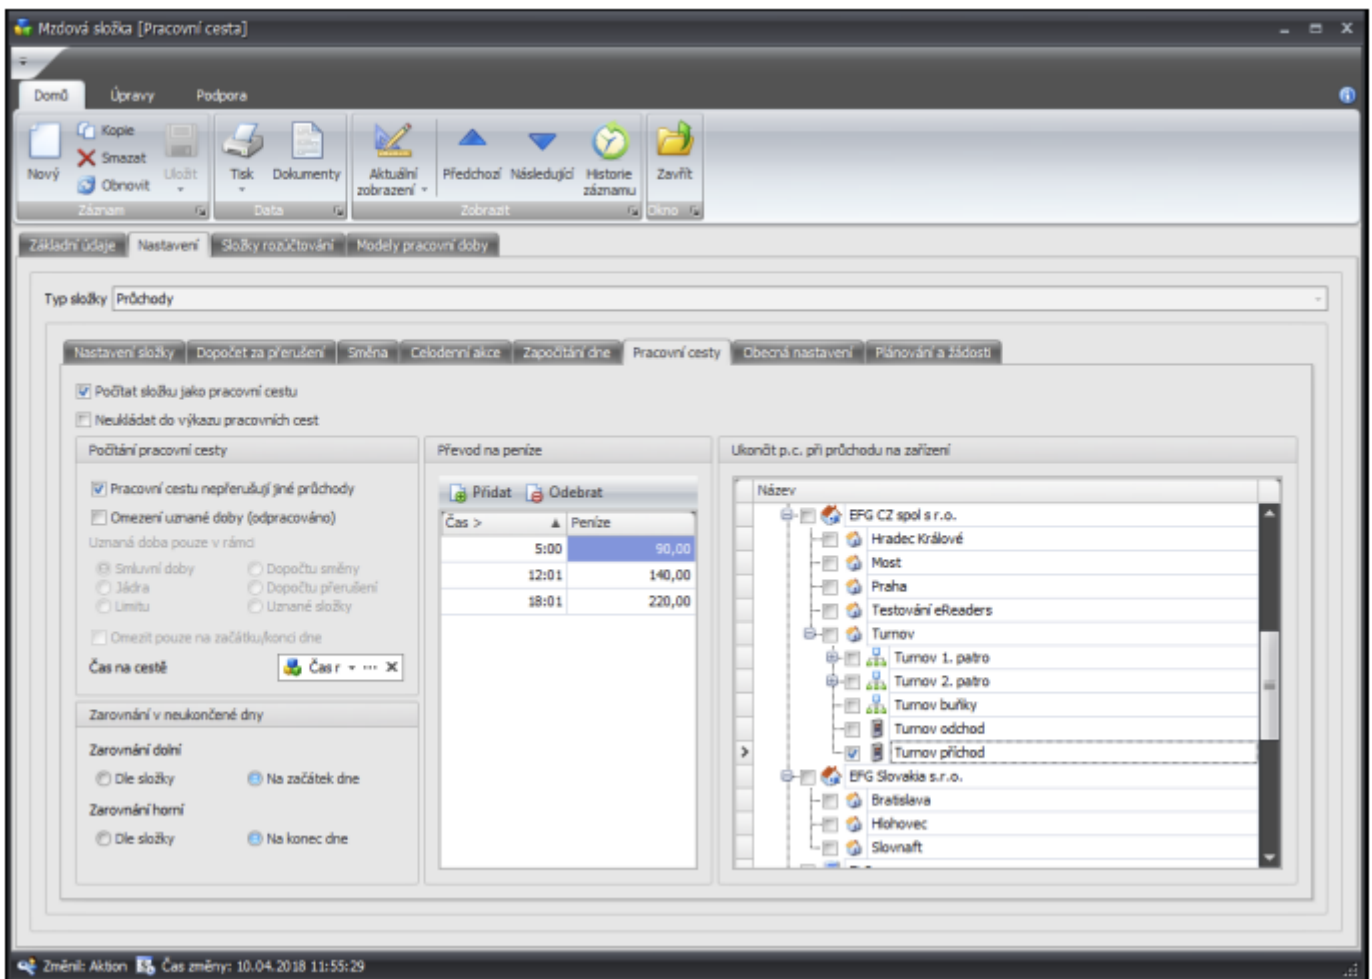 Mzdová složka [Pracovní cesta]
Domů Úpravy Podpora
Nový
Kopie
Smazat
Obnovit
Uložit
Tisk
Dokumenty
Aktuální zobrazení
Předchozí
Následující
Historie záznamu
Zavřít
Záznam Data Zobrazit Okno
Základní údaje Nastavení Složky rozúčtování Modely pracovní doby
Typ složky Průchody
Nastavení složky Dopočet za přerušení Směna Celodenní akce Započítání dne Pracovní cesty Obecná nastavení Plánování a žádosti
Počítat složku jako pracovní cestu
Neukládat do výkazu pracovních cest
Počítání pracovní cesty
Pracovní cestu nepřerušují jiné průchody
Omezení uznané doby (odpracováno)
Uznaná doba pouze v rámci
Smluvní doby Dopočtu směny
Jádra Dopočtu přerušení
Limitu Uznané složky
Omezit pouze na začátku/konci dne
Čas na cestě Čas r
Zarovnání v neukončené dny
Zarovnání dolní
Dle složky Na začátek dne
Zarovnání horní
Dle složky Na konec dne
Převod na peníze
Přidat Odebrat
Čas > Peníze
5:00 90,00
12:01 140,00
18:01 220,00
Ukončit p.c. při průchodu na zařízení
Název
EFG CZ spol s r.o.
Hradec Králové
Most
Praha
Testování eReaders
Turnov
Turnov 1. patro
Turnov 2. patro
Turnov buňky
Turnov odchod
Turnov příchod
EFG Slovakia s.r.o.
Bratislava
Hlohovec
Slovnaft
Změnil: Aktion Čas změny: 10.04.2018 11:55:29